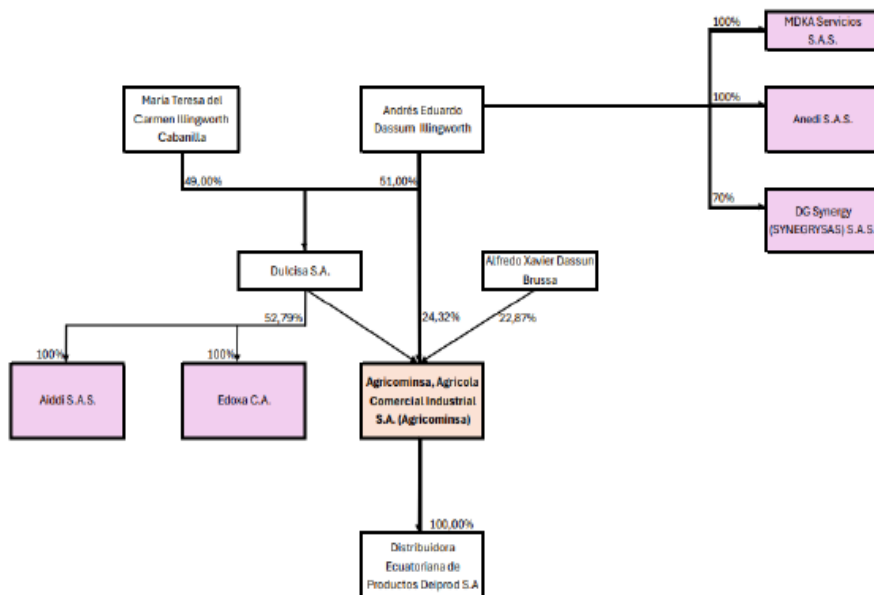 100%
MDKA Servicios
S.A.S.
María Teresa del
Carmen Illingworth
Cabanilla
Andrés Eduardo
Dassum Illingworth
100%
Anedi S.A.S.
49,00%
51,00%
70%
DG Synergy
(SYNEGRYSAS) S.A.S.
Dulcisa S.A.
Alfredo Xavier Dassun
Brussa
52,79%
24,32%
22,87%
100%
100%
Aiddi S.A.S.
Edoxa C.A.
Agricominsa, Agrícola
Comercial Industrial
S.A. (Agricominsa)
100,00%
Distribuidora
Ecuatoriana de
Productos Deiprod S.A